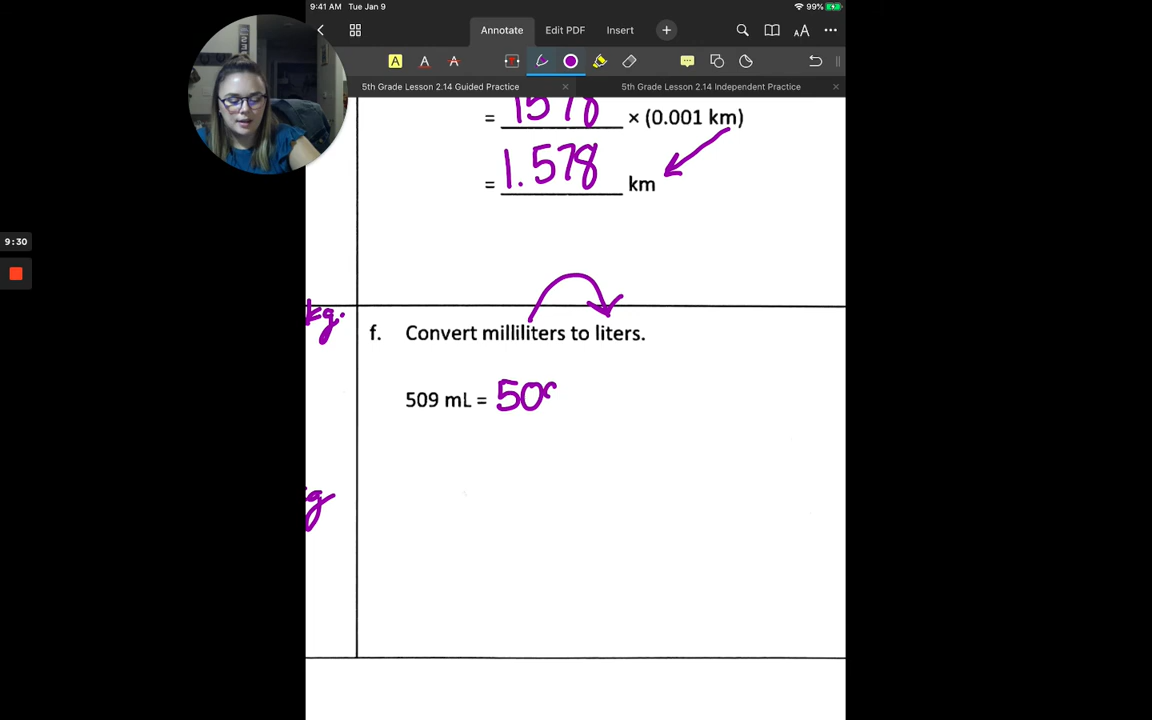 9:41 AM Tue Jan 9
99%
Annotate Edit PDF Insert
5th Grade Lesson 2.14 Guided Practice
5th Grade Lesson 2.14 Independent Practice
= 1578 × (0.001 km)
= 1.578 km
9:30
kg.
f. Convert milliliters to liters.
509 mL = 50